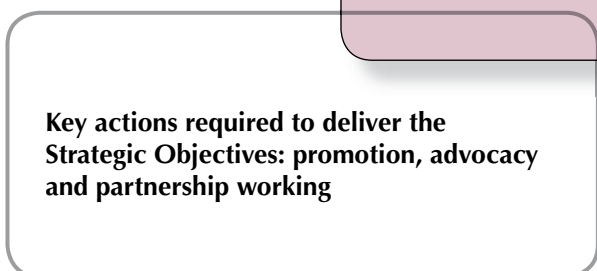 Key actions required to deliver the
Strategic Objectives: promotion, advocacy
and partnership working